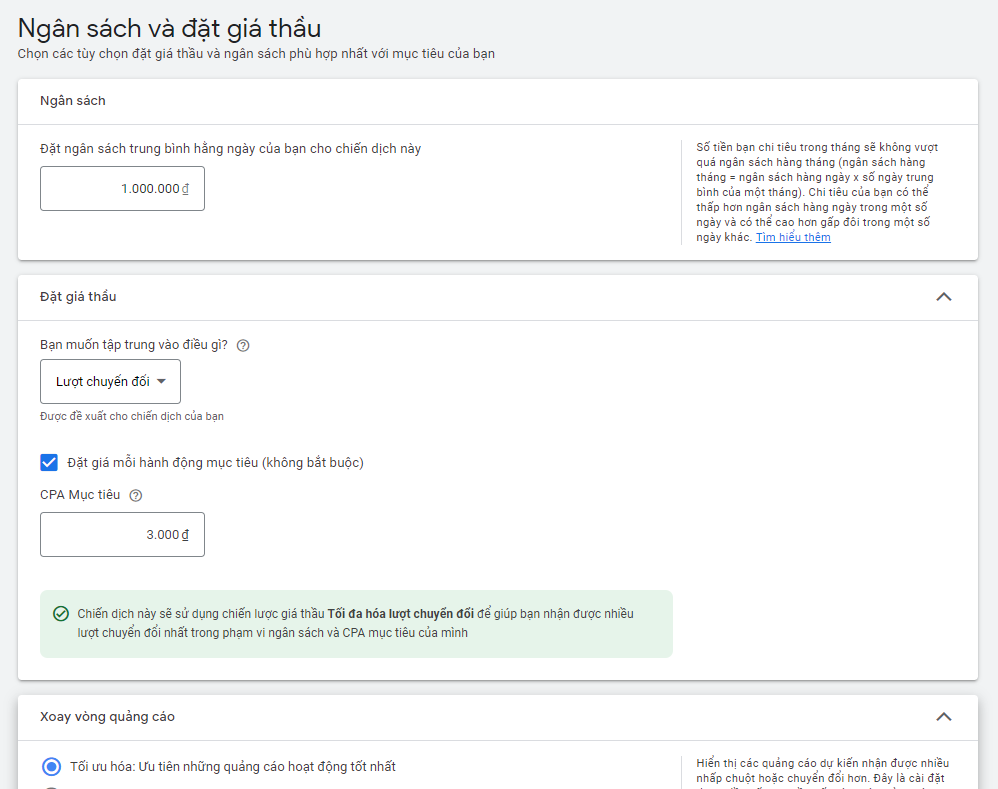 Ngân sách và đặt giá thầu
Chọn các tùy chọn đặt giá thầu và ngân sách phù hợp nhất với mục tiêu của bạn
Ngân sách
Đặt ngân sách trung bình hằng ngày của bạn cho chiến dịch này
1.000.000 ₫
Số tiền bạn chi tiêu trong tháng sẽ không vượt
quá ngân sách hàng tháng (ngân sách hàng
tháng = ngân sách hàng ngày x số ngày trung
bình của một tháng). Chi tiêu của bạn có thể
thấp hơn ngân sách hàng ngày trong một số
ngày và có thể cao hơn gấp đôi trong một số
ngày khác. Tìm hiểu thêm
Đặt giá thầu
Bạn muốn tập trung vào điều gì?
Lượt chuyển đổi
Được đề xuất cho chiến dịch của bạn
Đặt giá mỗi hành động mục tiêu (không bắt buộc)
CPA Mục tiêu
3.000 ₫
Chiến dịch này sẽ sử dụng chiến lược giá thầu Tối đa hóa lượt chuyển đổi để giúp bạn nhận được nhiều
lượt chuyển đổi nhất trong phạm vi ngân sách và CPA mục tiêu của mình
Xoay vòng quảng cáo
Tối ưu hóa: Ưu tiên những quảng cáo hoạt động tốt nhất
Hiển thị các quảng cáo dự kiến nhận được nhiều
nhấp chuột hoặc chuyển đổi hơn. Đây là cài đặt